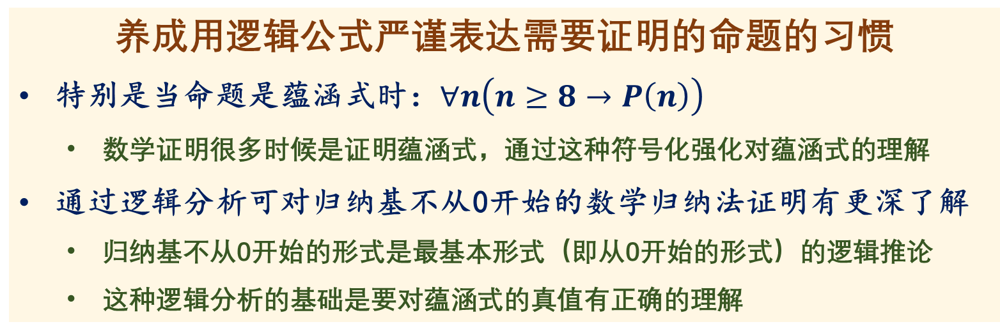 养成用逻辑公式严谨表达需要证明的命题的习惯
• 特别是当命题是蕴涵式时：∀n(n ≥ 8 → P(n))
• 数学证明很多时候是证明蕴涵式，通过这种符号化强化对蕴涵式的理解
• 通过逻辑分析可对归纳基不从0开始的数学归纳法证明有更深了解
• 归纳基不从0开始的形式是最基本形式（即从0开始的形式）的逻辑推论
• 这种逻辑分析的基础是要对蕴涵式的真值有正确的理解